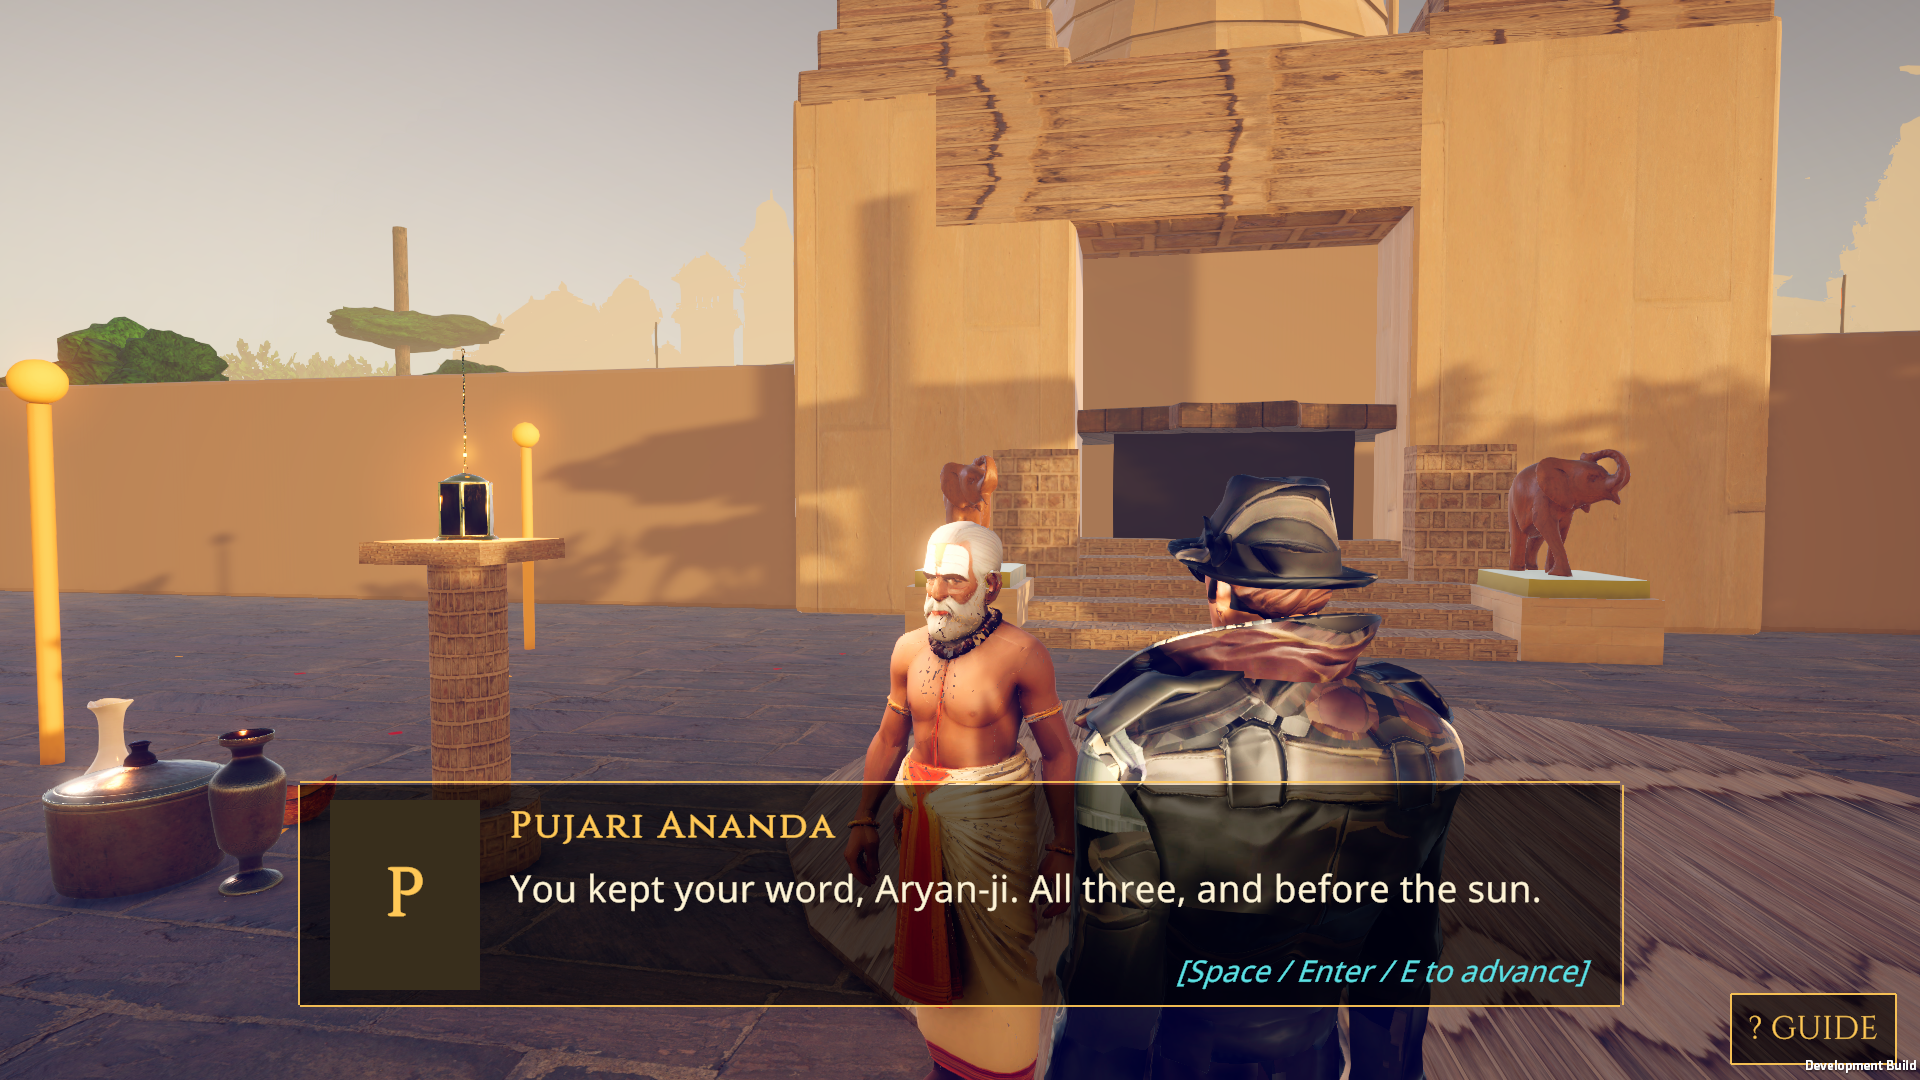 Pujari Ananda
P
You kept your word, Aryan-ji. All three, and before the sun.
[Space / Enter / E to advance]
? GUIDE
Development Build